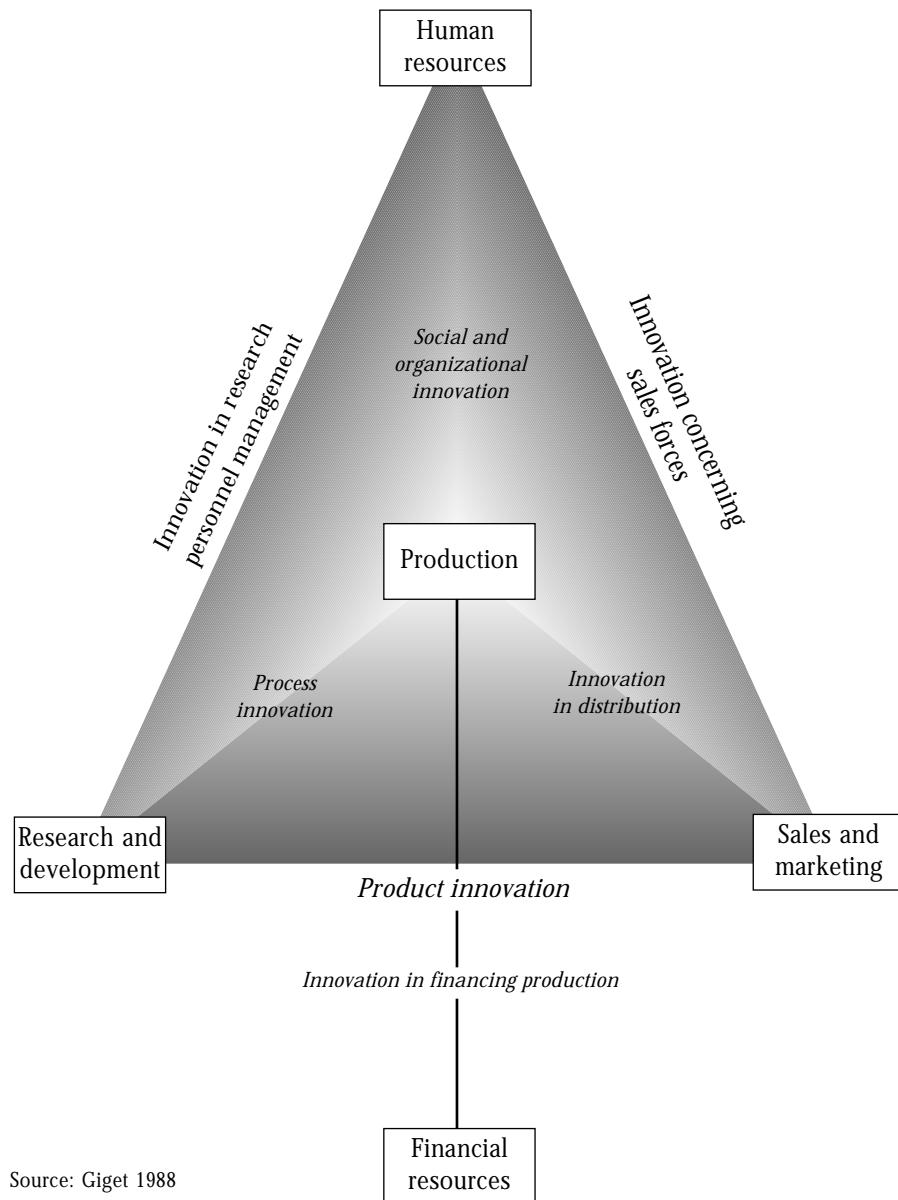 Human
resources
Innovation in research
personnel management
Innovation concerning
sales forces
Social and
organizational
innovation
Production
Process
innovation
Innovation
in distribution
Research and
development
Sales and
marketing
Product innovation
Innovation in financing production
Financial
resources
Source: Giget 1988